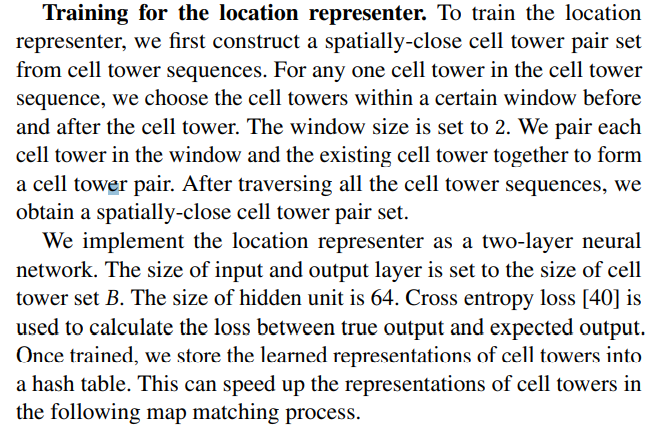 Training for the location representer. To train the location
representer, we first construct a spatially-close cell tower pair set
from cell tower sequences. For any one cell tower in the cell tower
sequence, we choose the cell towers within a certain window before
and after the cell tower. The window size is set to 2. We pair each
cell tower in the window and the existing cell tower together to form
a cell tower pair. After traversing all the cell tower sequences, we
obtain a spatially-close cell tower pair set.
We implement the location representer as a two-layer neural
network. The size of input and output layer is set to the size of cell
tower set B. The size of hidden unit is 64. Cross entropy loss [40] is
used to calculate the loss between true output and expected output.
Once trained, we store the learned representations of cell towers into
a hash table. This can speed up the representations of cell towers in
the following map matching process.